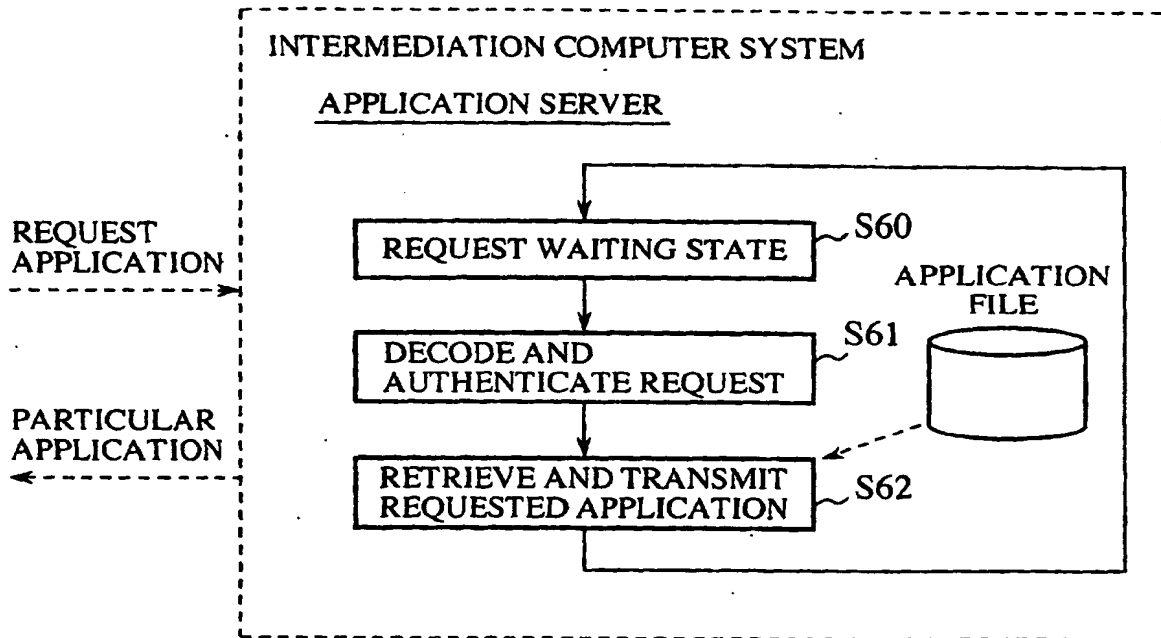 INTERMEDIATION COMPUTER SYSTEM
APPLICATION SERVER
REQUEST
APPLICATION
REQUEST WAITING STATE
S60
APPLICATION
FILE
DECODE AND
AUTHENTICATE REQUEST
S61
PARTICULAR
APPLICATION
RETRIEVE AND TRANSMIT
REQUESTED APPLICATION
S62